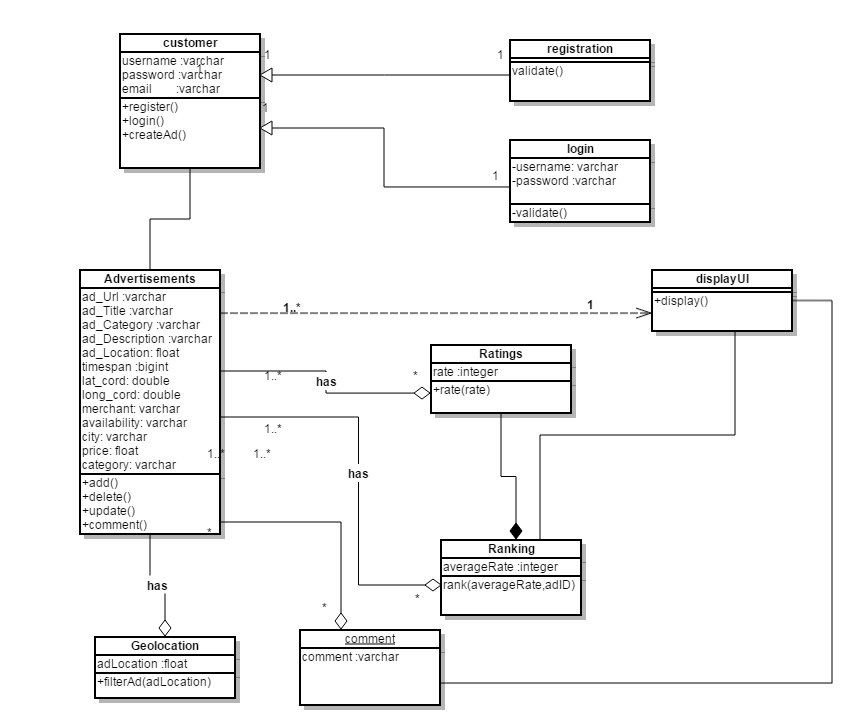 customer
username :varchar
password :varchar
email :varchar
+register()
+login()
+createAd()
1
1
1
1
1
registration
validate()
login
-username: varchar
-password :varchar
-validate()
Advertisements
ad_Url :varchar
ad_Title :varchar
ad_Category :varchar
ad_Description :varchar
ad_Location: float
timespan :bigint
lat_cord: double
long_cord: double
merchant: varchar
availability: varchar
city: varchar
price: float
category: varchar
+add()
+delete()
+update()
+comment()
1..*
1
displayUI
+display()
1..*
has
*
Ratings
rate :integer
+rate(rate)
1..*
1..*
1..*
has
*
*
*
Ranking
averageRate :integer
rank(averageRate,adID)
has
Geolocation
adLocation :float
+filterAd(adLocation)
comment
comment :varchar